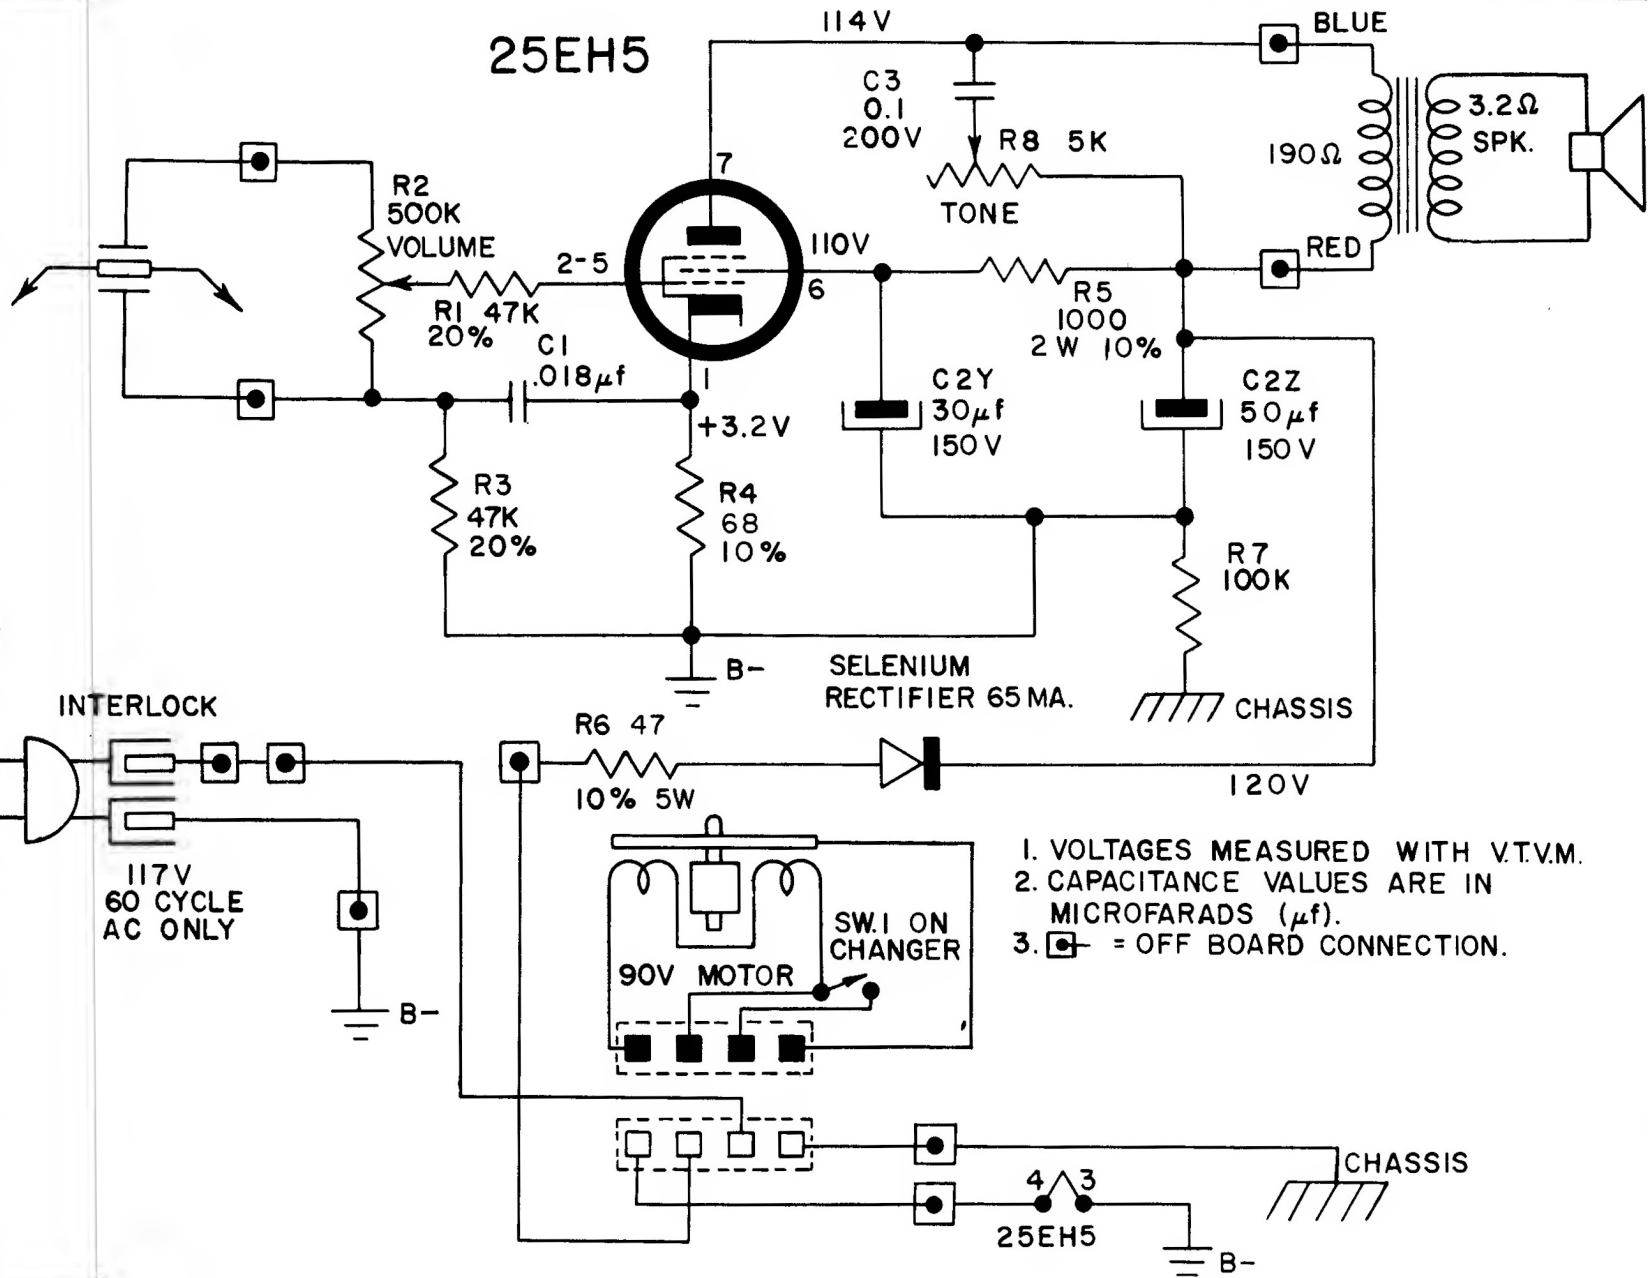 114V
BLUE
25EH5
C3
0.1
200V
R8 5K
TONE
190Ω
3.2Ω
SPK.
7
R2
500K
VOLUME
2-5
R1 47K
20%
110V
6
RED
R5
1000
2W 10%
C1
.018μf
1
+3.2V
C2Y
30μf
150V
C2Z
50μf
150V
R3
47K
20%
R4
68
10%
R7
100K
B-
SELENIUM
RECTIFIER 65MA.
CHASSIS
INTERLOCK
R6 47
10% 5W
120V
117V
60 CYCLE
AC ONLY
B-
SW.1 ON
CHANGER
90V MOTOR
1. VOLTAGES MEASURED WITH V.T.V.M.
2. CAPACITANCE VALUES ARE IN
MICROFARADS (μf).
3. = OFF BOARD CONNECTION.
CHASSIS
4 3
25EH5
B-